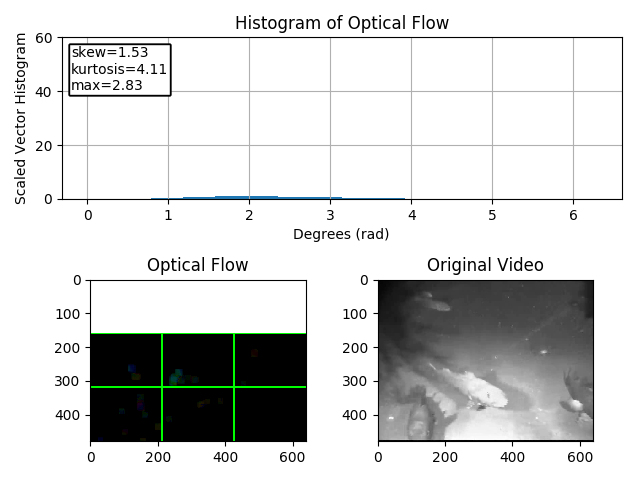 Histogram of Optical Flow
Scaled Vector Histogram
60
40
20
0
skew=1.53
kurtosis=4.11
max=2.83
0 1 2 3 4 5 6
Degrees (rad)
Optical Flow
0
100
200
300
400
0 200 400 600
Original Video
0
100
200
300
400
0 200 400 600